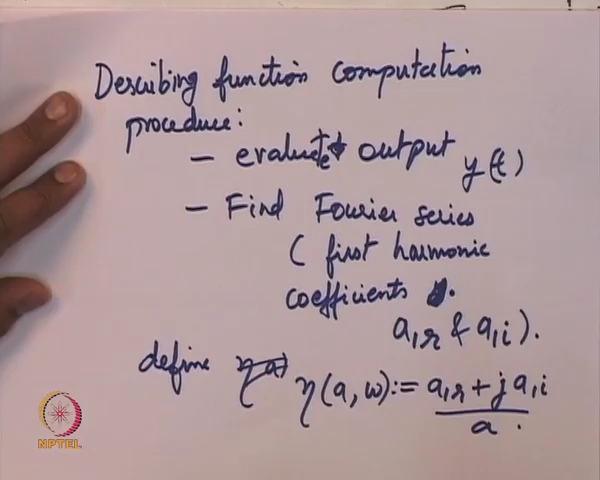 Describing function computation
procedure:
– evaluate output y(t)
– Find Fourier series
( first harmonic
coefficients
a₁r & a₁i ).
define η(a, ω) := (a₁r + j a₁i) / a.
NPTEL